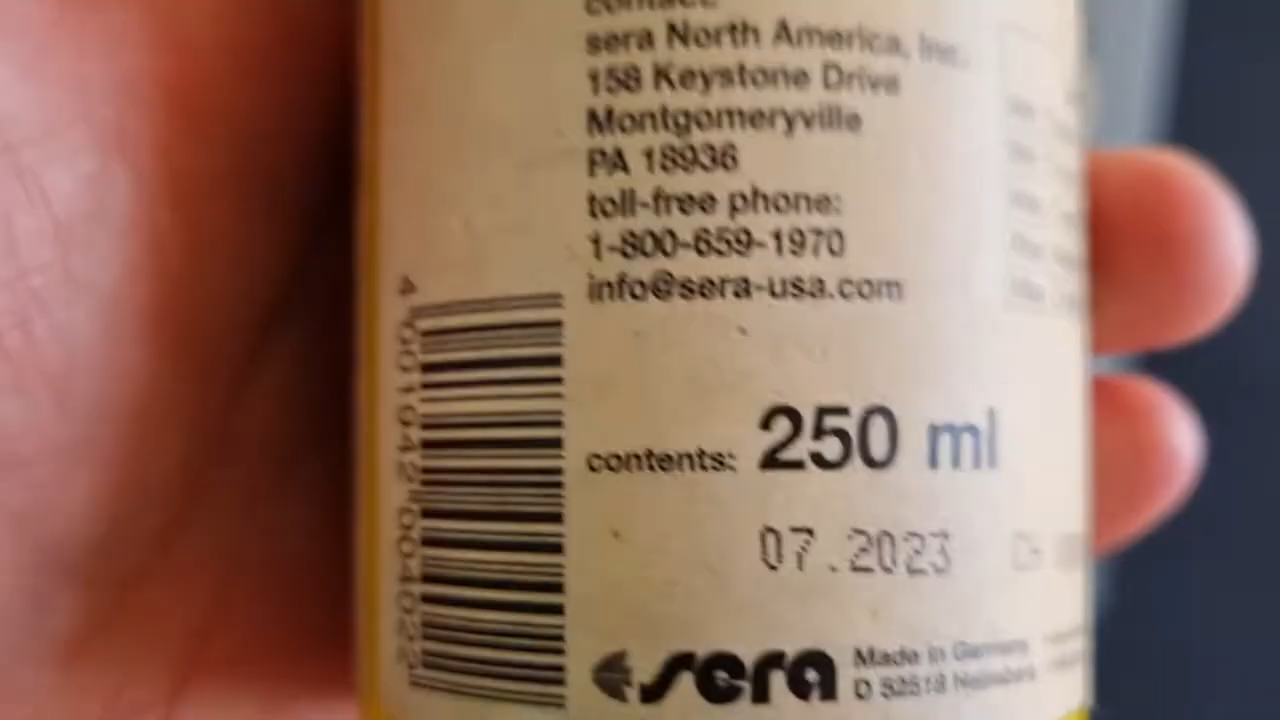 contact:
sera North America, Inc.
158 Keystone Drive
Montgomeryville
PA 18936
toll-free phone:
1-800-659-1970
info@sera-usa.com
contents: 250 ml
07.2023
sera
Made in Germany
D 52518 Heinsberg